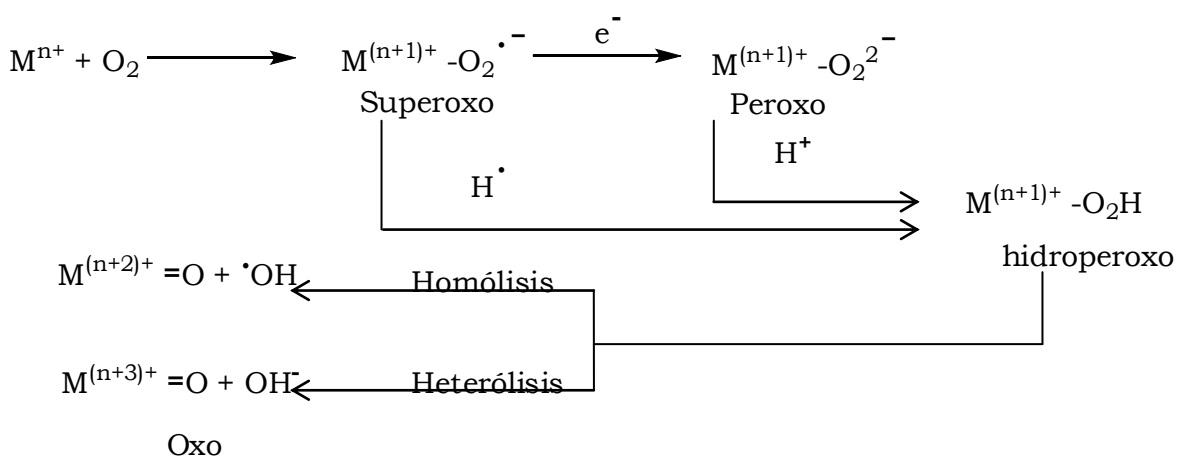 e⁻
Mⁿ⁺ + O₂ M⁽ⁿ⁺¹⁾⁺ -O₂˙⁻ M⁽ⁿ⁺¹⁾⁺ -O₂²⁻
Superoxo Peroxo
H⁺
H˙
M⁽ⁿ⁺¹⁾⁺ -O₂H
hidroperoxo
M⁽ⁿ⁺²⁾⁺ =O + ˙OH Homólisis
M⁽ⁿ⁺³⁾⁺ =O + OH⁻ Heterólisis
Oxo